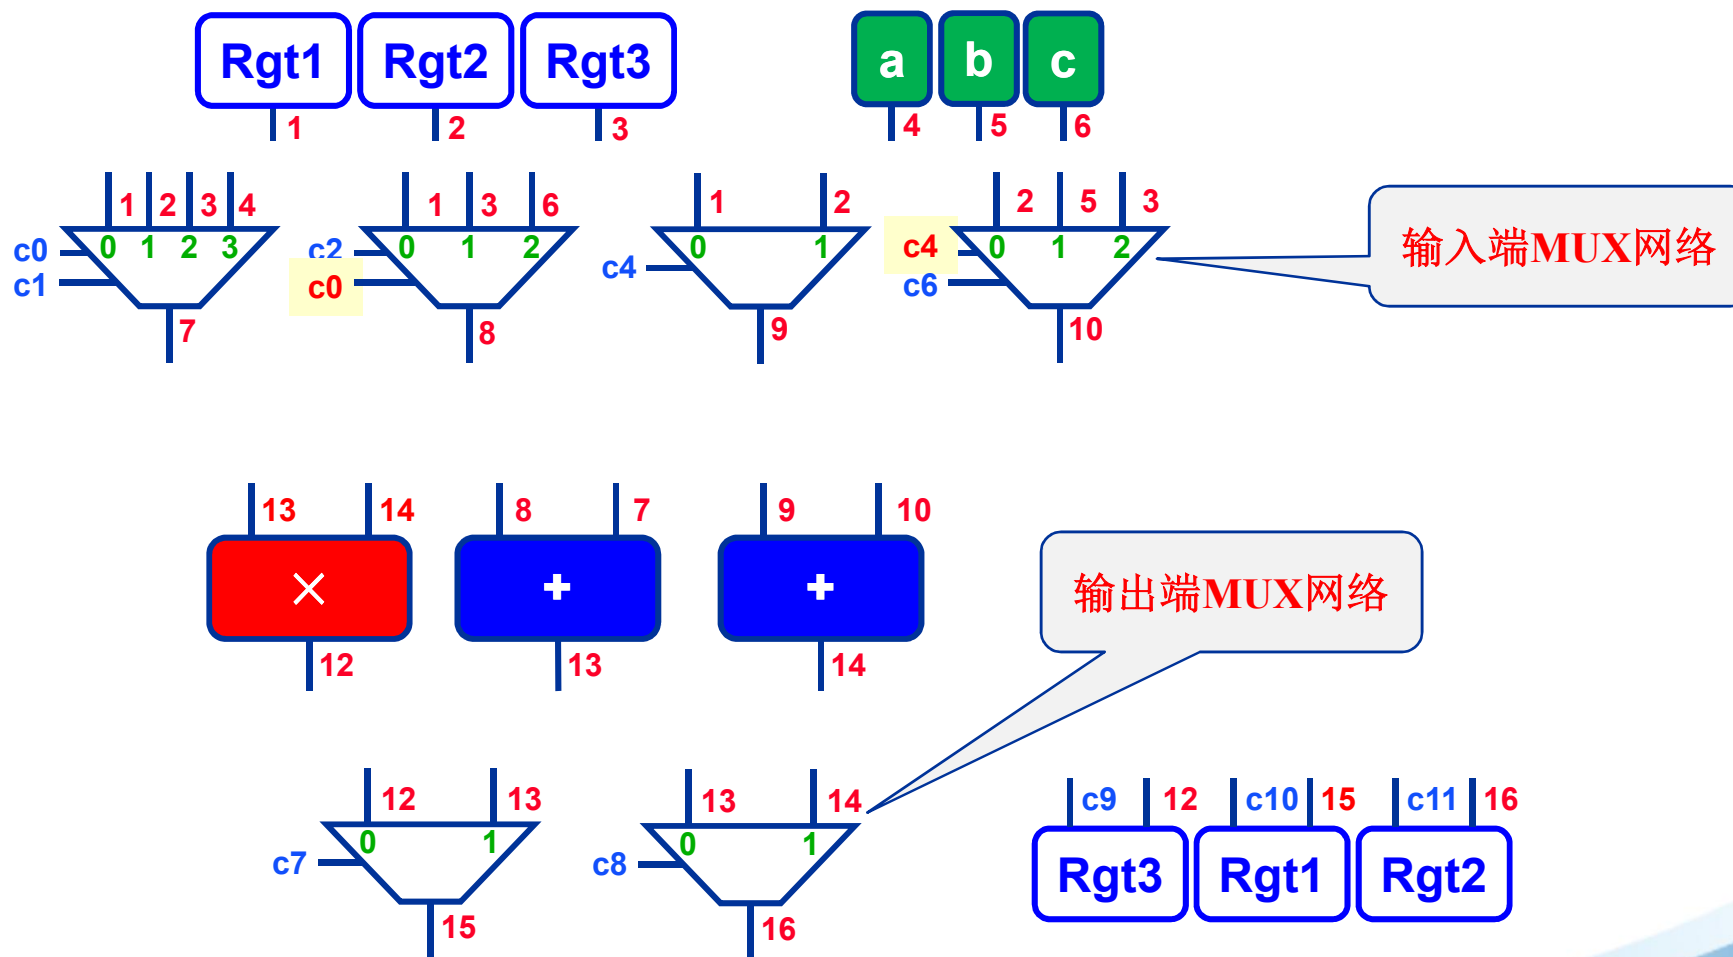 Rgt1 Rgt2 Rgt3 a b c
1 2 3 4 5 6
1 2 3 4 1 3 6 1 2 2 5 3
0 1 2 3 0 1 2 0 1 0 1 2
c0 c2 c4
c1 c0 c4 c6
7 8 9 10
输入端MUX网络
13 14 8 7 9 10
× + +
12 13 14
输出端MUX网络
12 13 13 14 c9 12 c10 15 c11 16
0 1 0 1
c7 c8 Rgt3 Rgt1 Rgt2
15 16